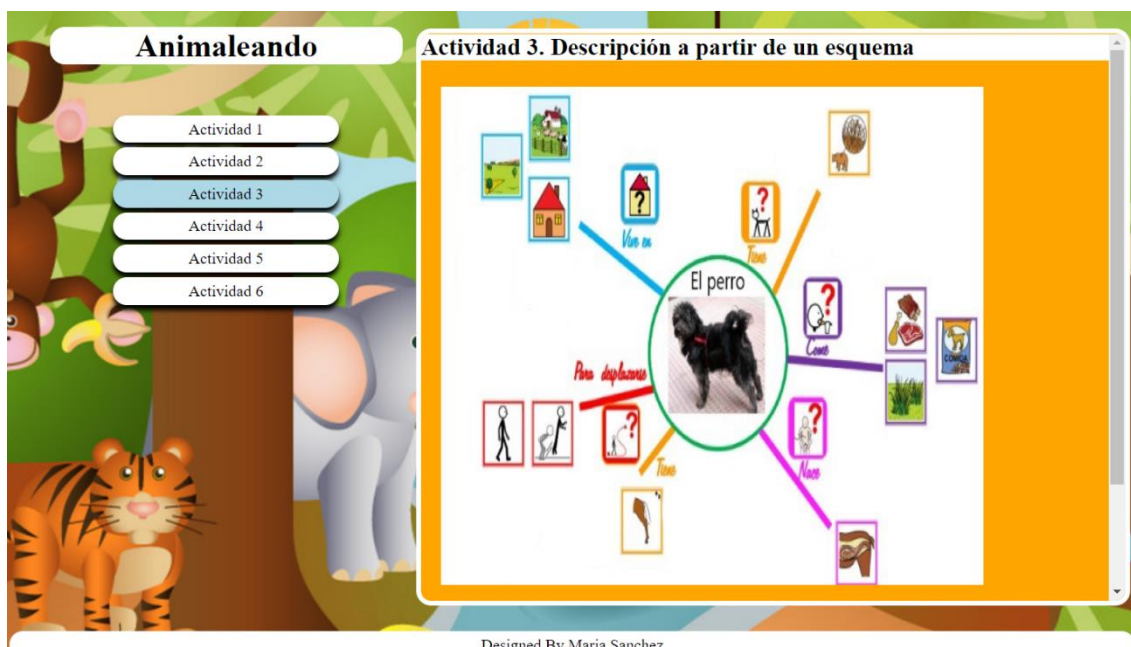 Animaleando
Actividad 1
Actividad 2
Actividad 3
Actividad 4
Actividad 5
Actividad 6
Actividad 3. Descripción a partir de un esquema
?
Vive en
?
Tiene
El perro
?
Come
COMIDA
Para desplazarse
?
Tiene
?
Nace
Designed By Maria Sanchez